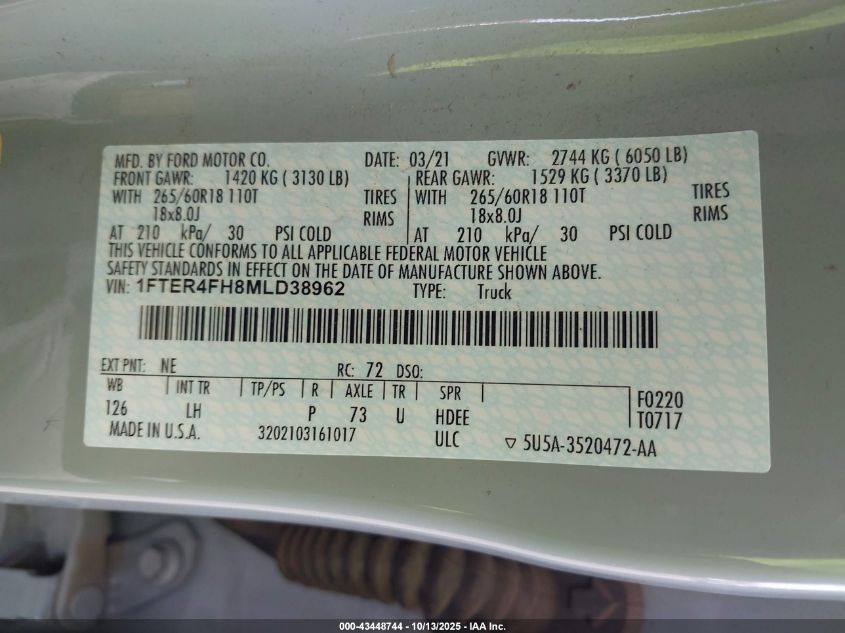 MFD. BY FORD MOTOR CO. DATE: 03/21 GVWR: 2744 KG ( 6050 LB)
FRONT GAWR: 1420 KG ( 3130 LB) REAR GAWR: 1529 KG ( 3370 LB)
WITH 265/60R18 110T TIRES WITH 265/60R18 110T TIRES
18x8.0J RIMS 18x8.0J RIMS
AT 210 kPa/ 30 PSI COLD AT 210 kPa/ 30 PSI COLD
THIS VEHICLE CONFORMS TO ALL APPLICABLE FEDERAL MOTOR VEHICLE
SAFETY STANDARDS IN EFFECT ON THE DATE OF MANUFACTURE SHOWN ABOVE.
VIN: 1FTER4FH8MLD38962 TYPE: Truck
EXT PNT: NE RC: 72 DSO:
WB INT TR TP/PS R AXLE TR SPR
126 LH P 73 U HDEE F0220
T0717
MADE IN U.S.A. 3202103161017 ULC ▽ 5U5A-3520472-AA
000-43448744 - 10/13/2025 - IAA Inc.